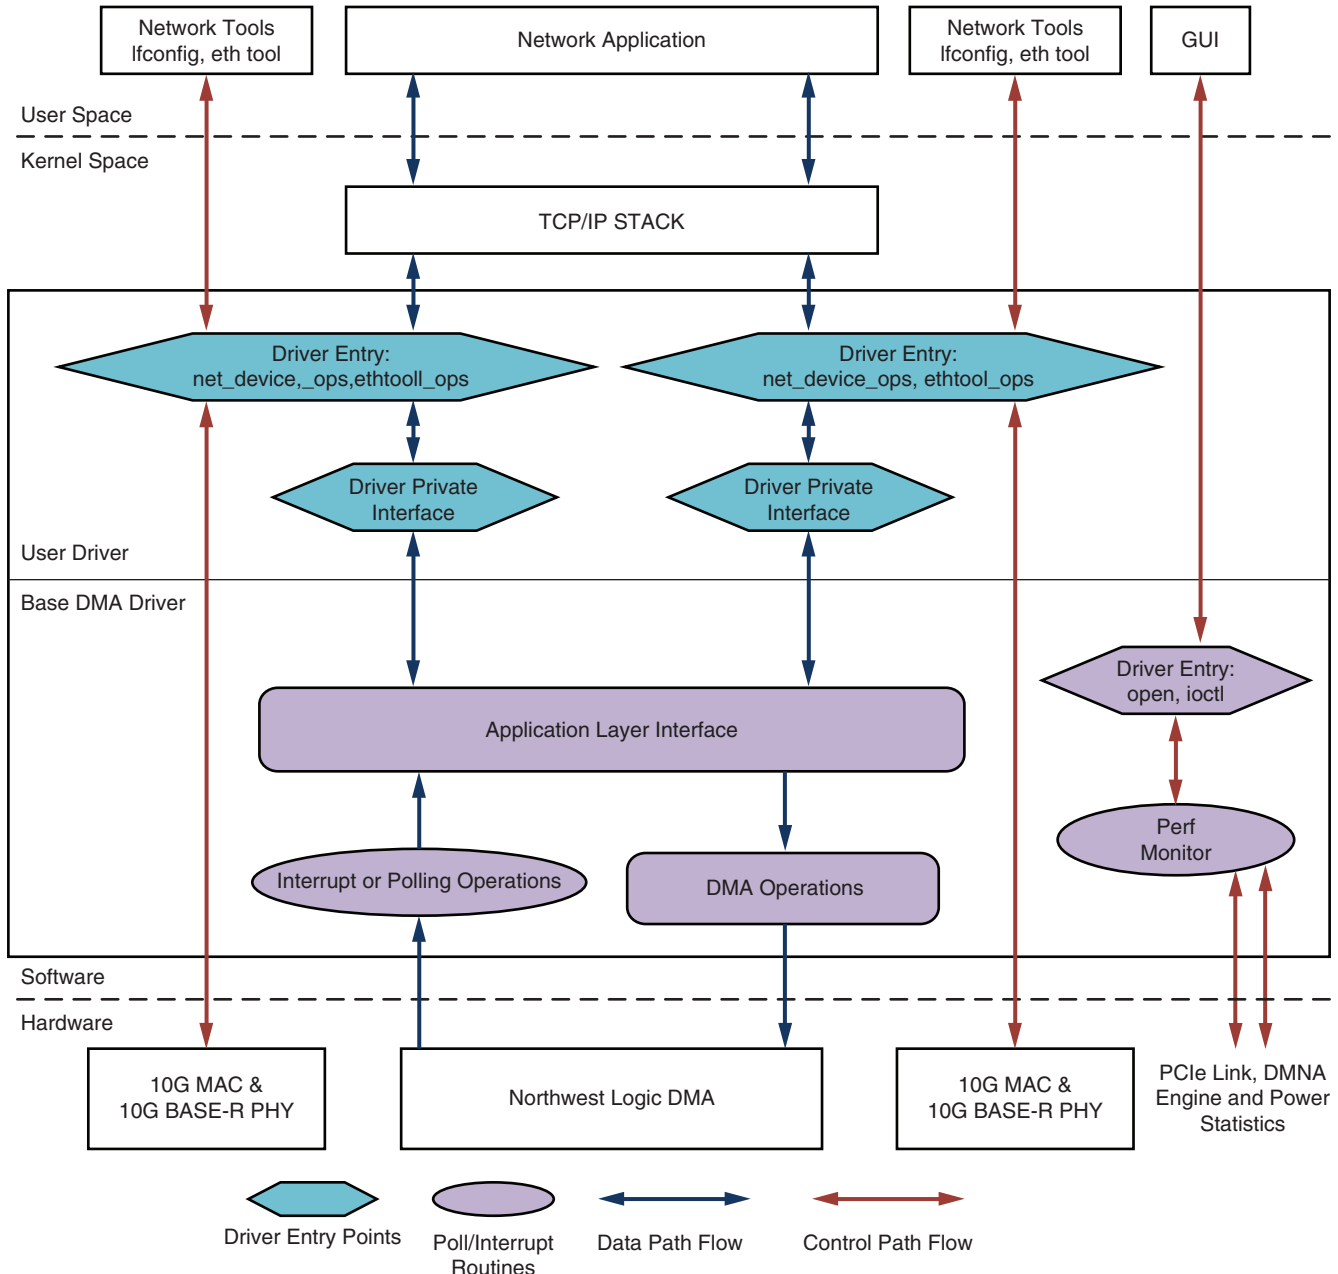 Network Tools
Ifconfig, eth tool
Network Application
Network Tools
Ifconfig, eth tool
GUI
User Space
Kernel Space
TCP/IP STACK
Driver Entry:
net_device,_ops,ethtooll_ops
Driver Entry:
net_device_ops, ethtool_ops
Driver Private
Interface
Driver Private
Interface
User Driver
Base DMA Driver
Driver Entry:
open, ioctl
Application Layer Interface
Perf
Monitor
Interrupt or Polling Operations
DMA Operations
Software
Hardware
10G MAC &
10G BASE-R PHY
Northwest Logic DMA
10G MAC &
10G BASE-R PHY
PCIe Link, DMNA
Engine and Power
Statistics
Driver Entry Points
Poll/Interrupt
Routines
Data Path Flow
Control Path Flow